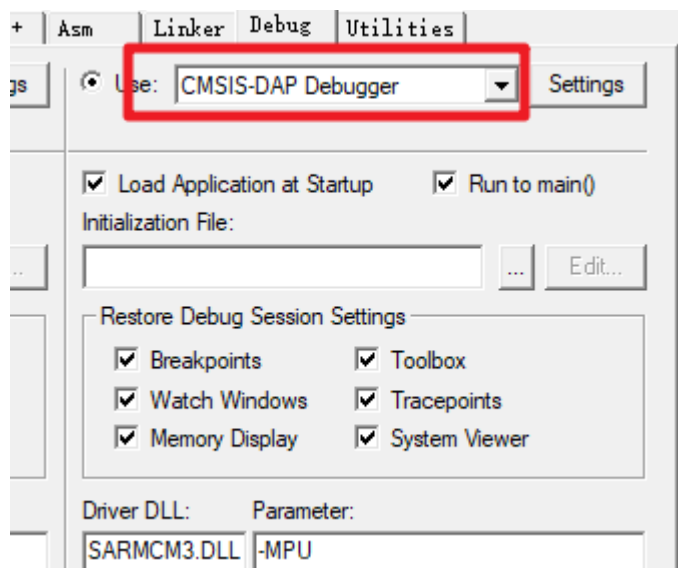 + Asm Linker Debug Utilities
gs Use: CMSIS-DAP Debugger Settings
Load Application at Startup Run to main()
Initialization File:
... ... Edit...
Restore Debug Session Settings
Breakpoints Toolbox
Watch Windows Tracepoints
Memory Display System Viewer
Driver DLL: Parameter:
SARMCM3.DLL -MPU